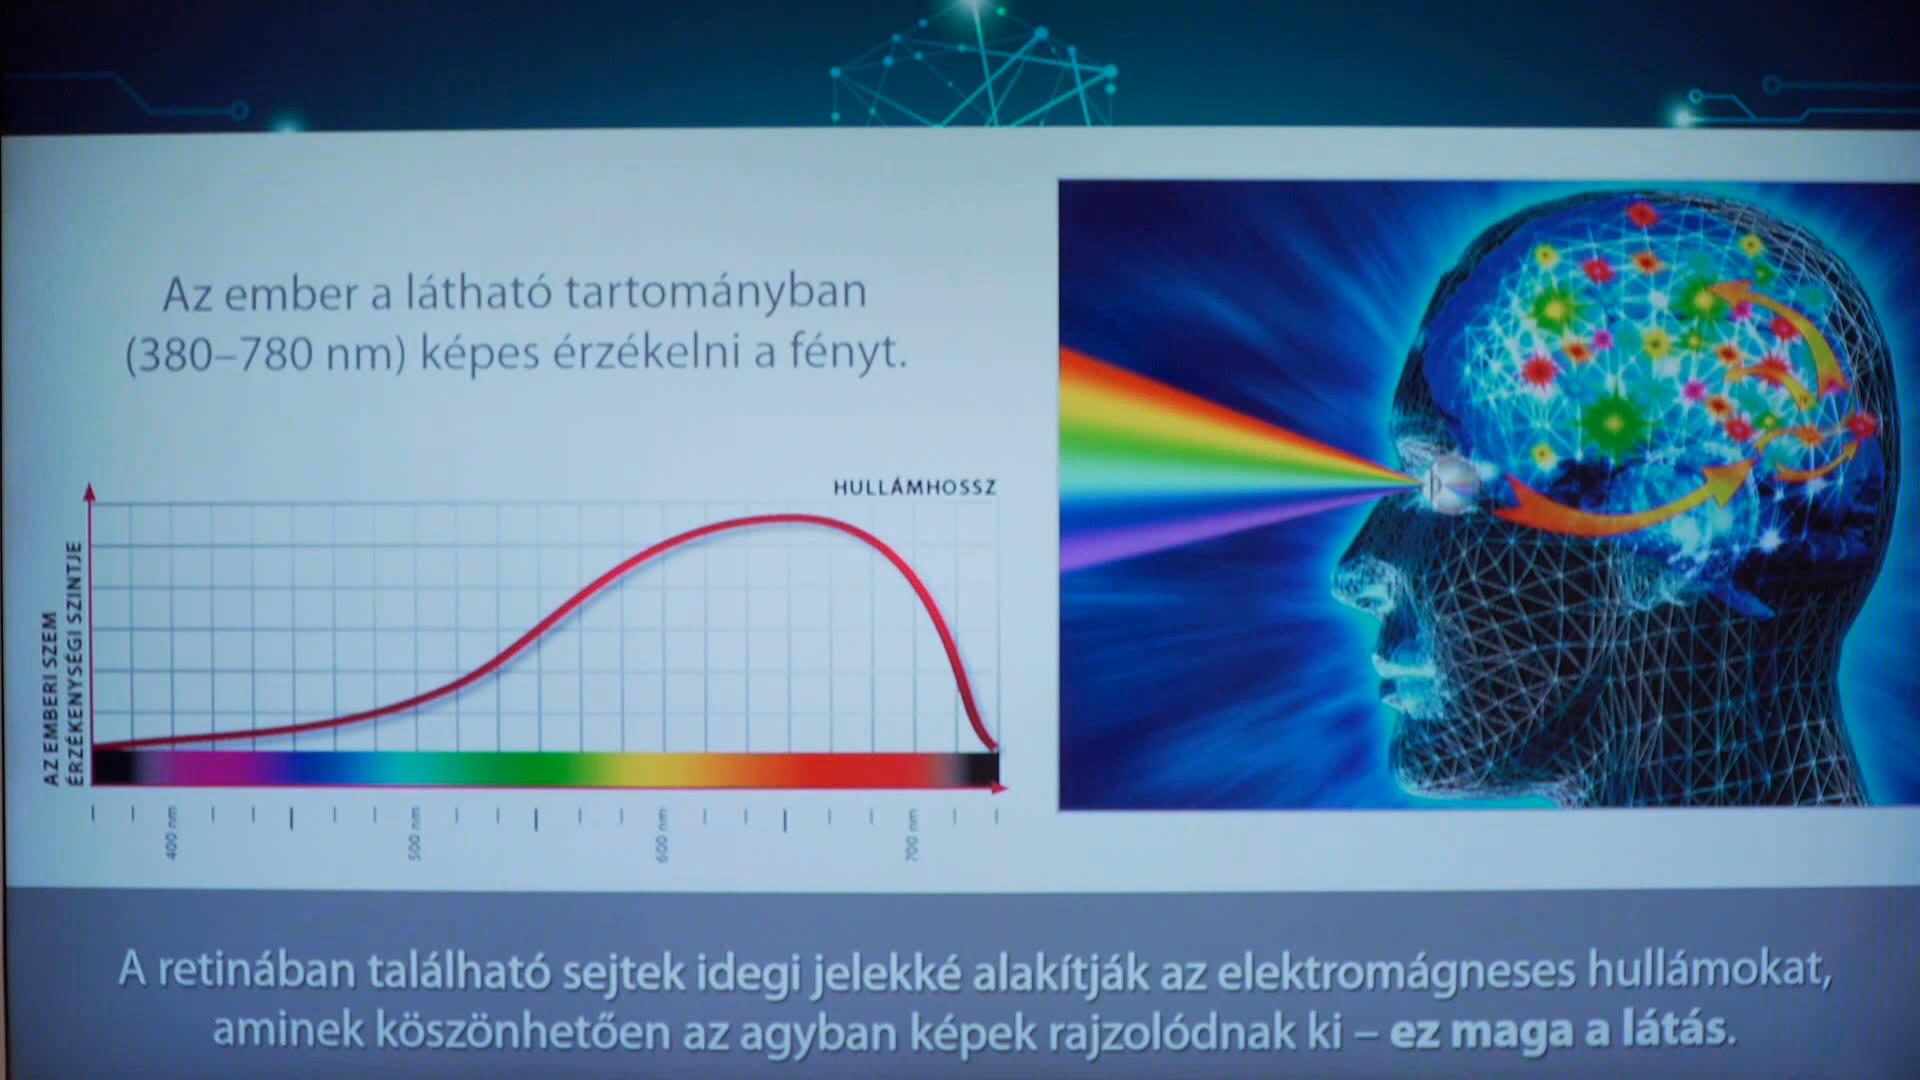 Az ember a látható tartományban
(380–780 nm) képes érzékelni a fényt.
HULLÁMHOSSZ
AZ EMBERI SZEM
ÉRZÉKENYSÉGI SZINTJE
400 nm
500 nm
600 nm
700 nm
A retinában található sejtek idegi jelekké alakítják az elektromágneses hullámokat,
aminek köszönhetően az agyban képek rajzolódnak ki – ez maga a látás.